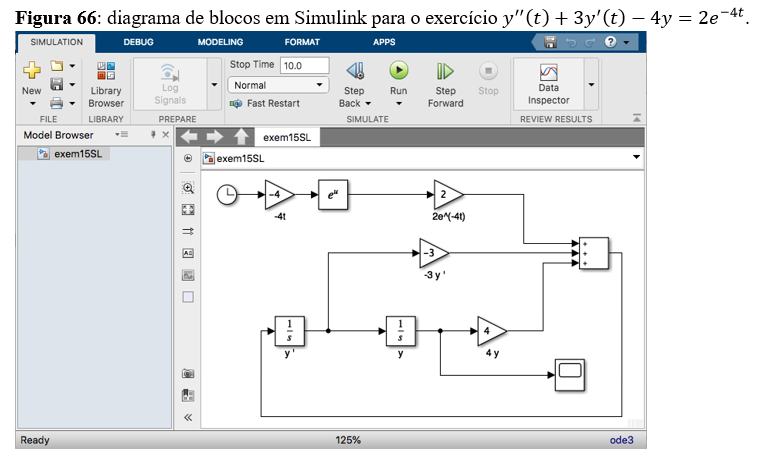 Figura 66: diagrama de blocos em Simulink para o exercício y′′(t) + 3y′(t) − 4y = 2e^{−4t}.
SIMULATION DEBUG MODELING FORMAT APPS
Stop Time 10.0
Normal
Fast Restart
New
Library
Browser
Log
Signals
Step
Back
Run
Step
Forward
Stop
Data
Inspector
FILE LIBRARY PREPARE SIMULATE REVIEW RESULTS
Model Browser
exem15SL
exem15SL
exem15SL
-4
-4t
e^u
2
2e^(-4t)
+
+
+
-3
-3 y '
1
s
y '
1
s
y
4
4 y
Ready 125% ode3